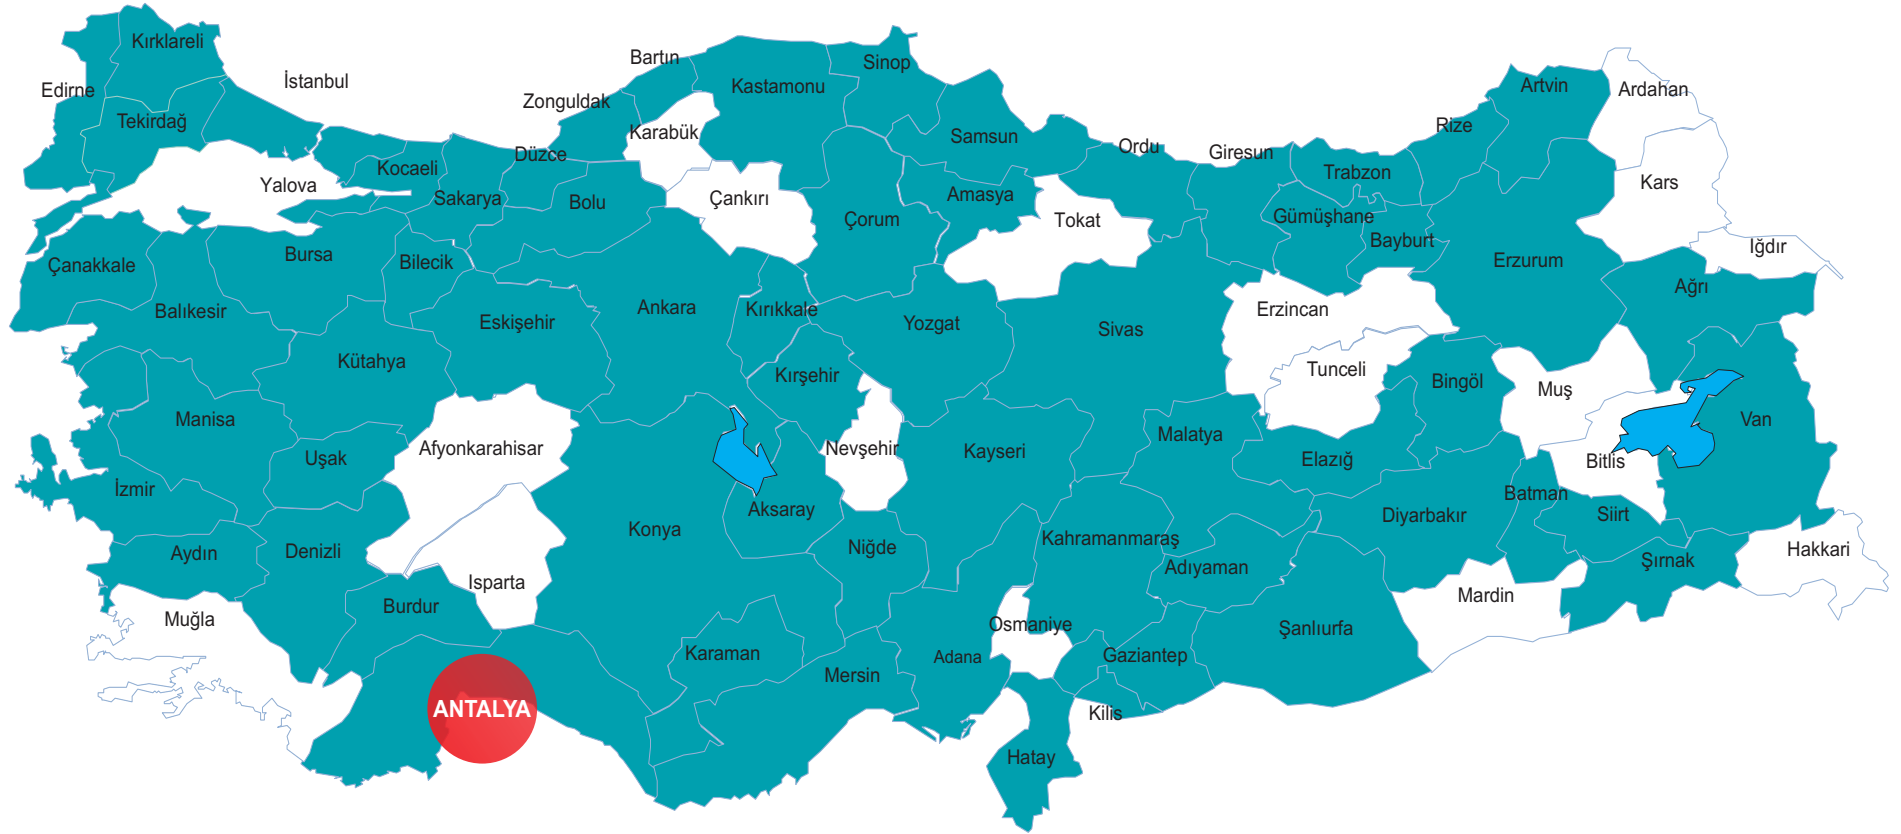 Kırklareli
Edirne
İstanbul
Tekirdağ
Bartın
Zonguldak
Kastamonu
Sinop
Karabük
Samsun
Düzce
Kocaeli
Yalova
Sakarya
Bolu
Çankırı
Çorum
Amasya
Tokat
Ordu
Giresun
Trabzon
Rize
Artvin
Ardahan
Kars
Gümüşhane
Bayburt
Erzurum
Iğdır
Ağrı
Çanakkale
Bursa
Bilecik
Balıkesir
Eskişehir
Ankara
Kırıkkale
Yozgat
Sivas
Erzincan
Kütahya
Kırşehir
Tunceli
Bingöl
Muş
Manisa
Uşak
Afyonkarahisar
Nevşehir
Kayseri
Malatya
Elazığ
Bitlis
Van
İzmir
Aksaray
Konya
Niğde
Kahramanmaraş
Adıyaman
Diyarbakır
Batman
Siirt
Şırnak
Hakkari
Aydın
Denizli
Isparta
Burdur
Muğla
Karaman
Mersin
Adana
Osmaniye
Gaziantep
Şanlıurfa
Mardin
Kilis
Hatay
ANTALYA